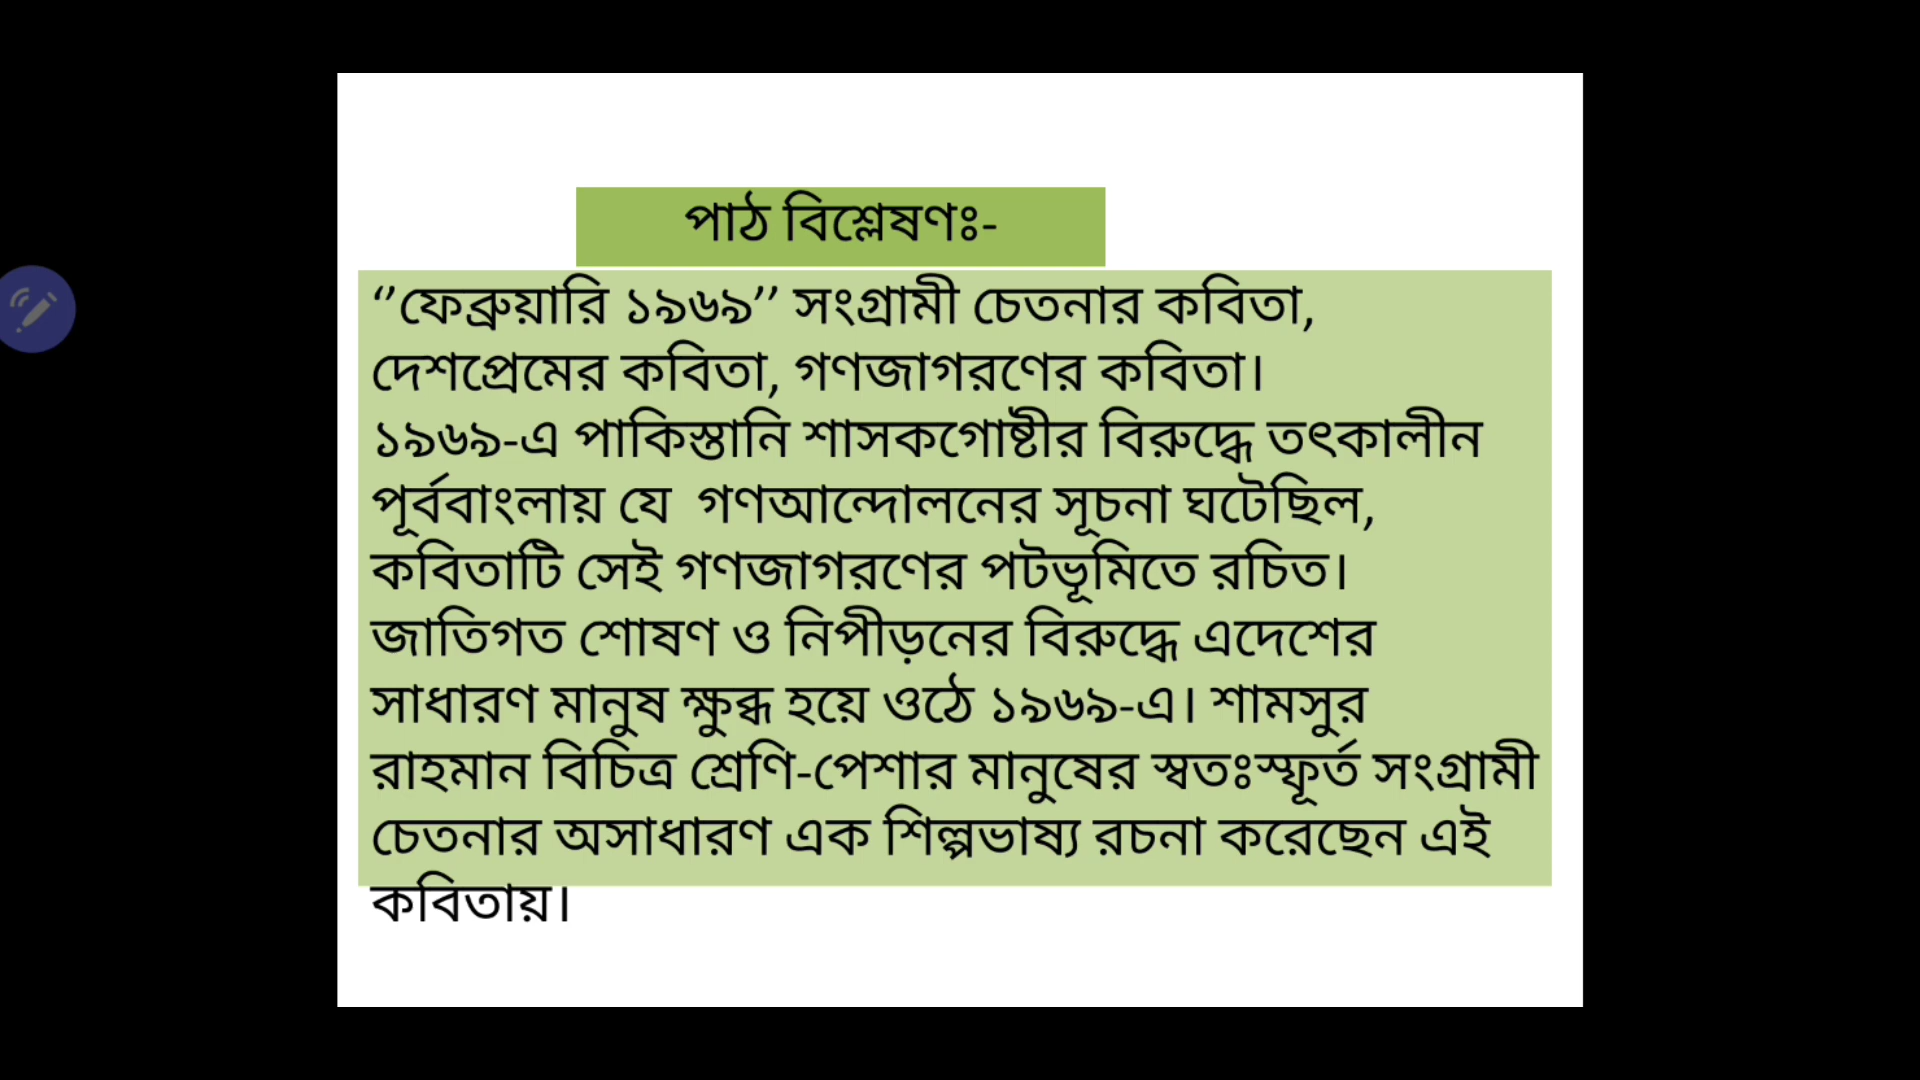 পাঠ বিশ্লেষণঃ-
‘’ফেব্রুয়ারি ১৯৬৯’’ সংগ্রামী চেতনার কবিতা,
দেশপ্রেমের কবিতা, গণজাগরণের কবিতা।
১৯৬৯-এ পাকিস্তানি শাসকগোষ্টীর বিরুদ্ধে তৎকালীন
পূর্ববাংলায় যে  গণআন্দোলনের সূচনা ঘটেছিল,
কবিতাটি সেই গণজাগরণের পটভূমিতে রচিত।
জাতিগত শোষণ ও নিপীড়নের বিরুদ্ধে এদেশের
সাধারণ মানুষ ক্ষুব্ধ হয়ে ওঠে ১৯৬৯-এ। শামসুর
রাহমান বিচিত্র শ্রেণি-পেশার মানুষের স্বতঃস্ফূর্ত সংগ্রামী
চেতনার অসাধারণ এক শিল্পভাষ্য রচনা করেছেন এই
কবিতায়।